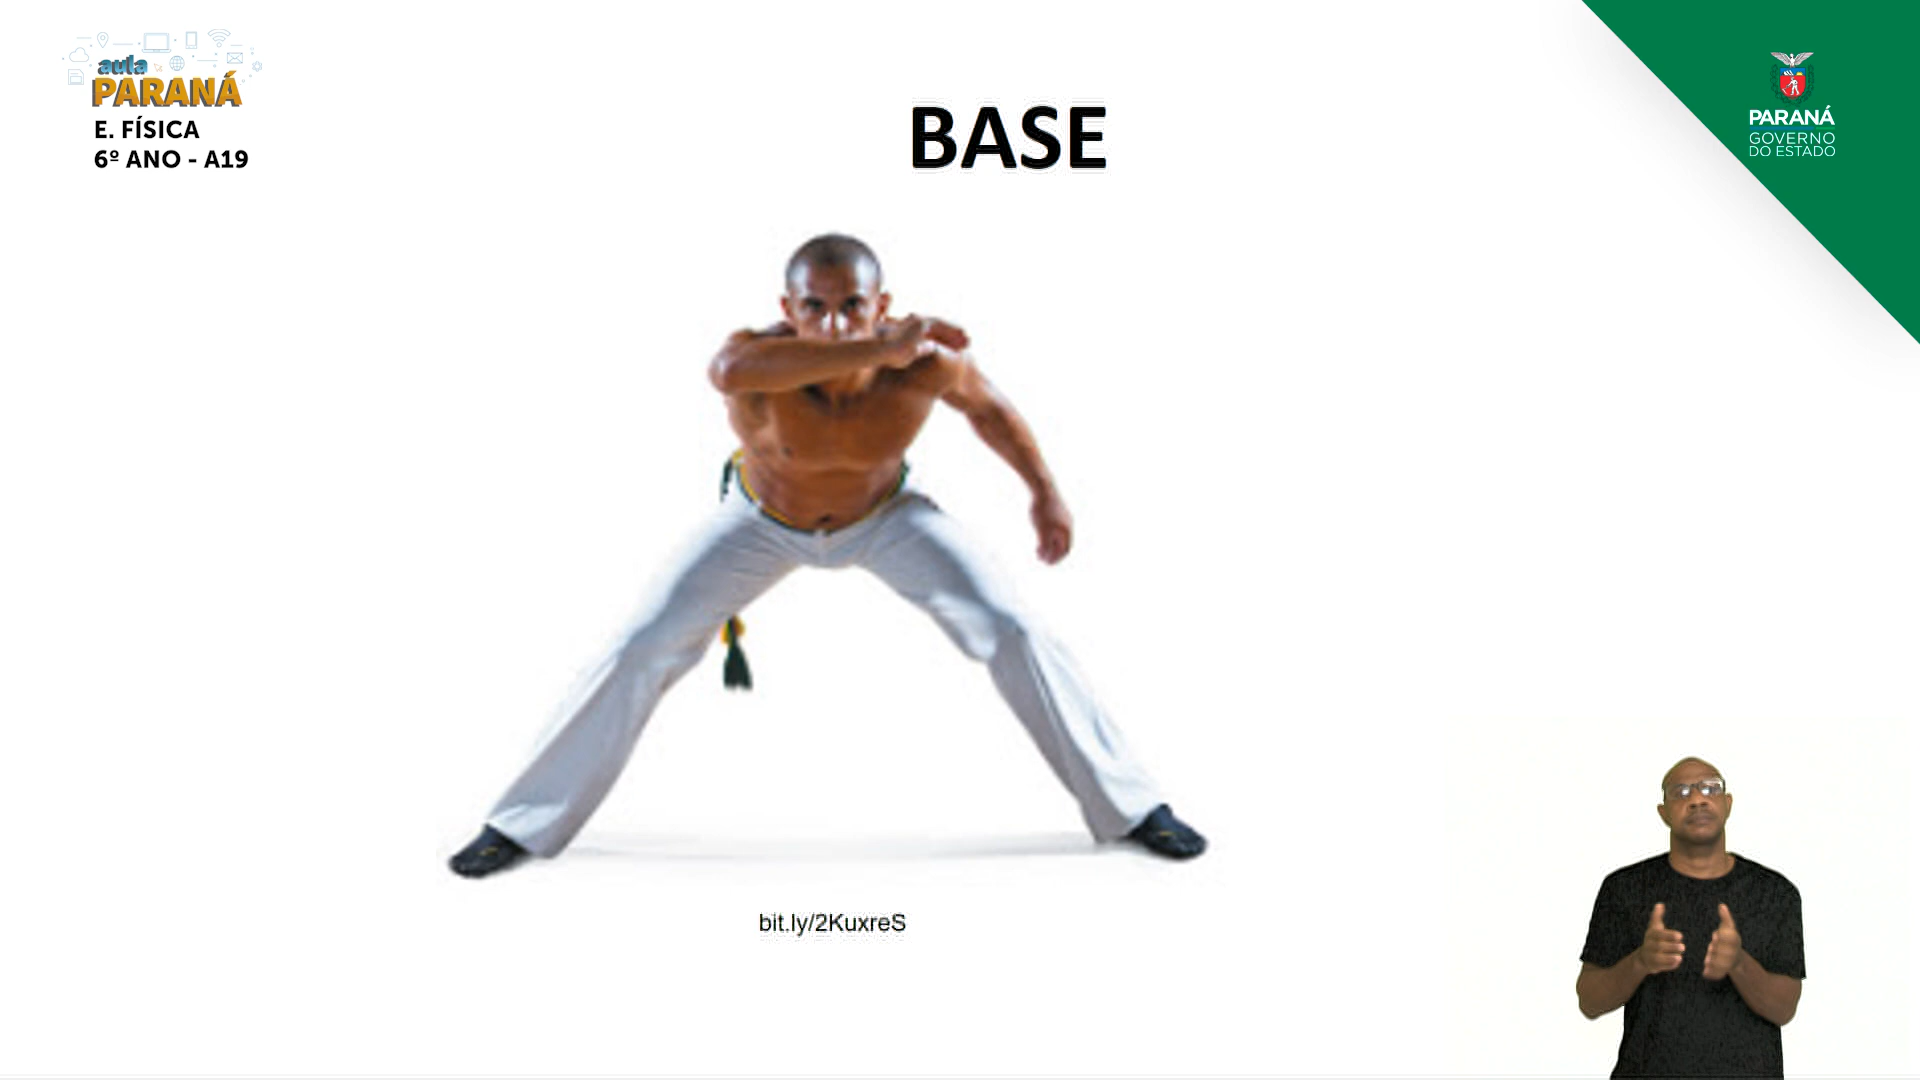 aula
PARANÁ
E. FÍSICA
6º ANO - A19
BASE
PARANÁ
GOVERNO
DO ESTADO
bit.ly/2KuxreS